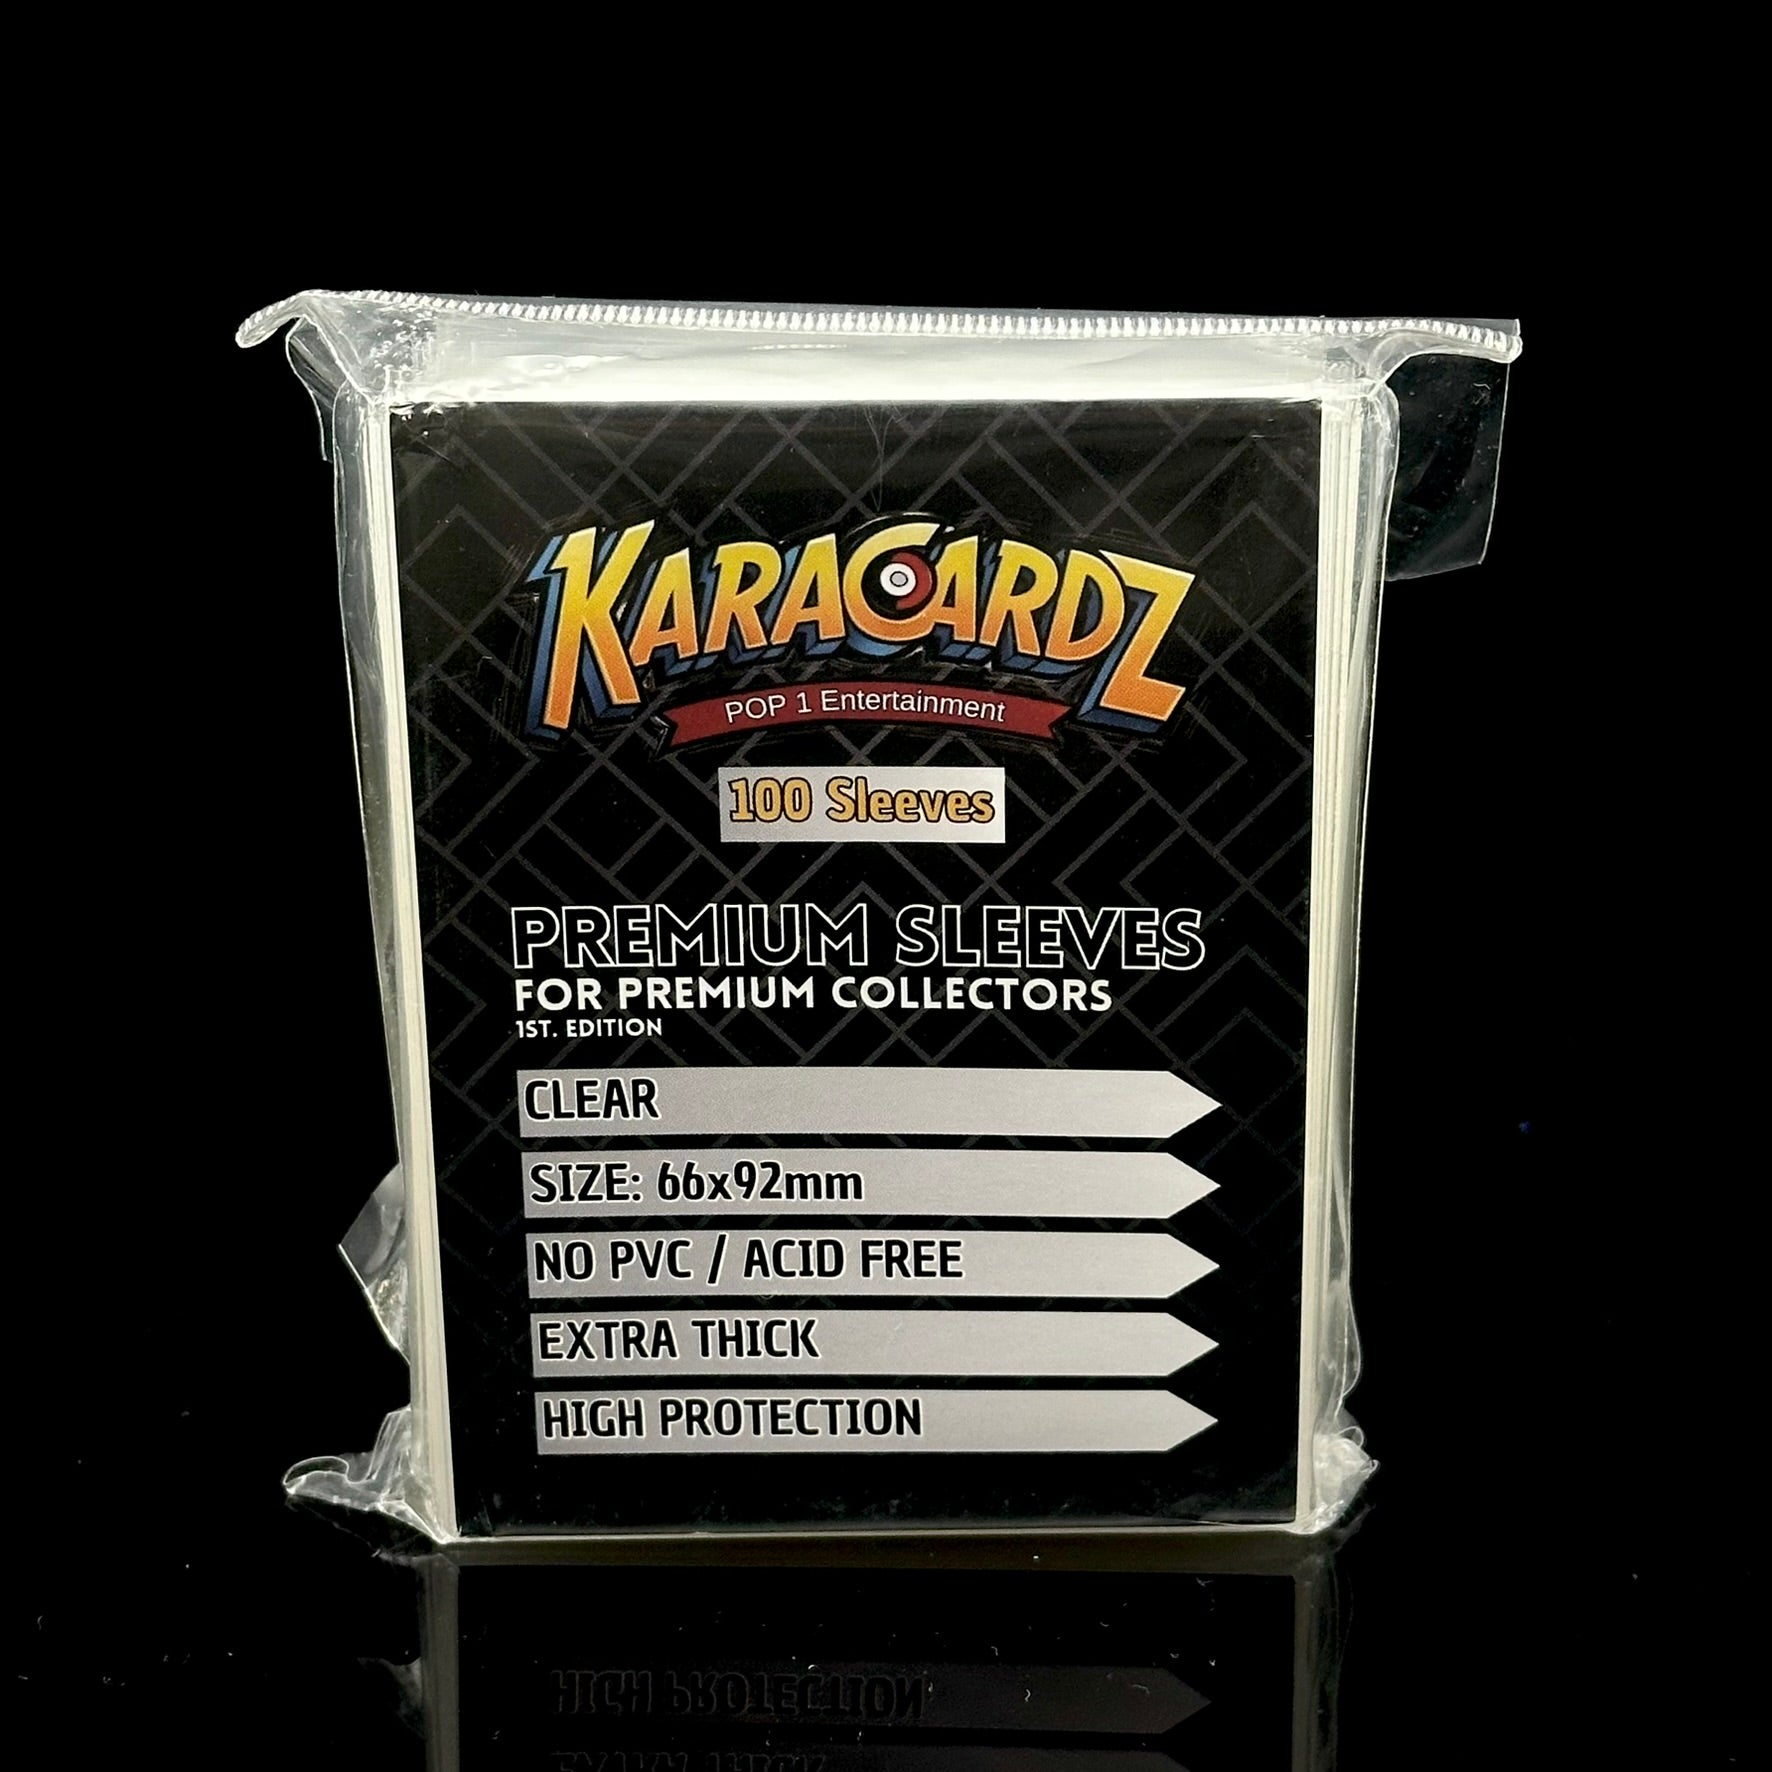 KARACARDZ
POP 1 Entertainment
100 Sleeves
PREMIUM SLEEVES
FOR PREMIUM COLLECTORS
1ST. EDITION
CLEAR
SIZE: 66x92mm
NO PVC / ACID FREE
EXTRA THICK
HIGH PROTECTION